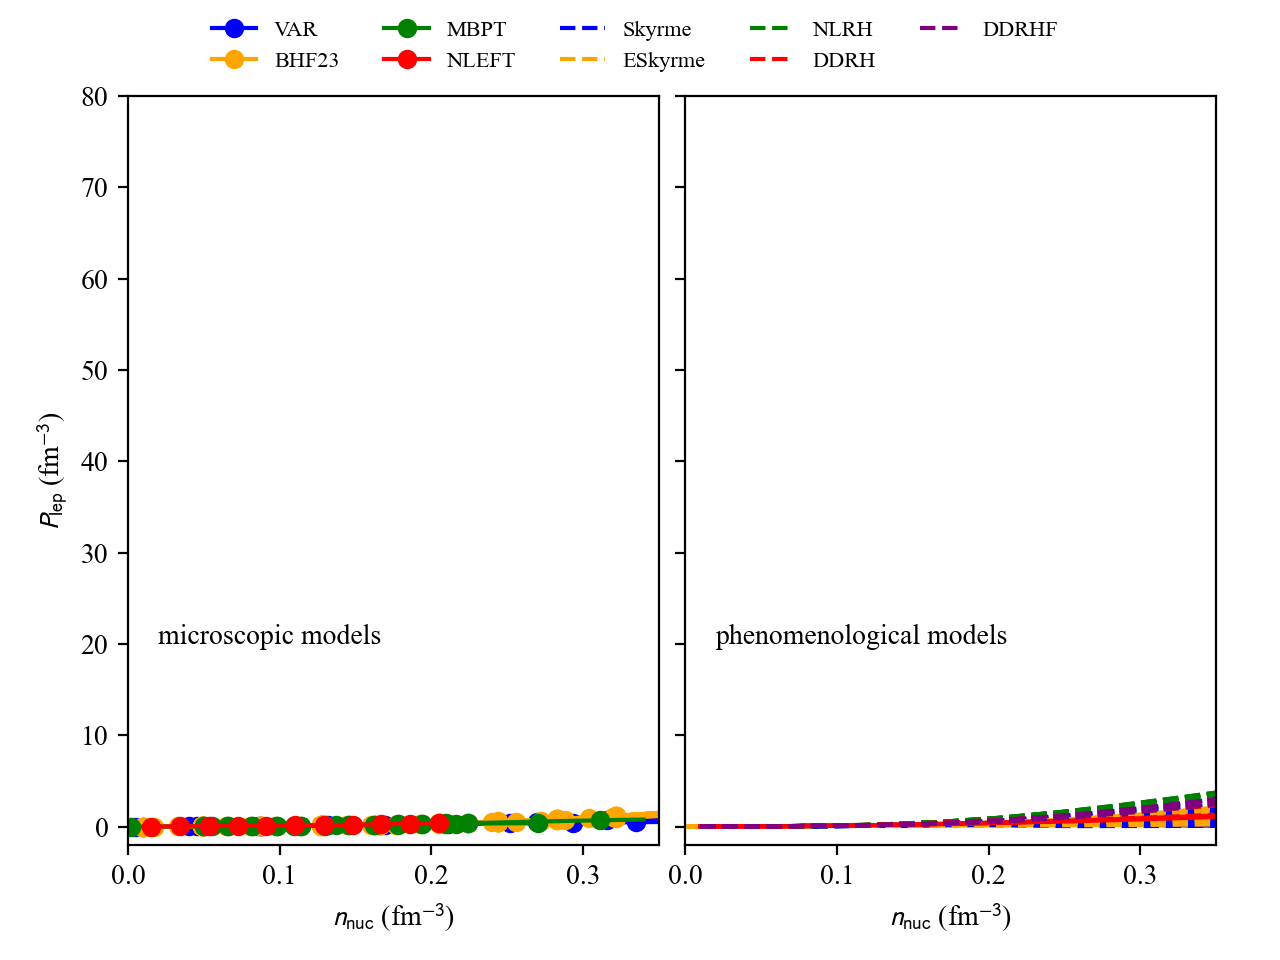 VAR MBPT Skyrme NLRH DDRHF
BHF23 NLEFT ESkyrme DDRH
80
70
60
50
40
30
20
10
0
P_lep (fm⁻³)
microscopic models
phenomenological models
0.0 0.1 0.2 0.3 0.0 0.1 0.2 0.3
n_nuc (fm⁻³) n_nuc (fm⁻³)